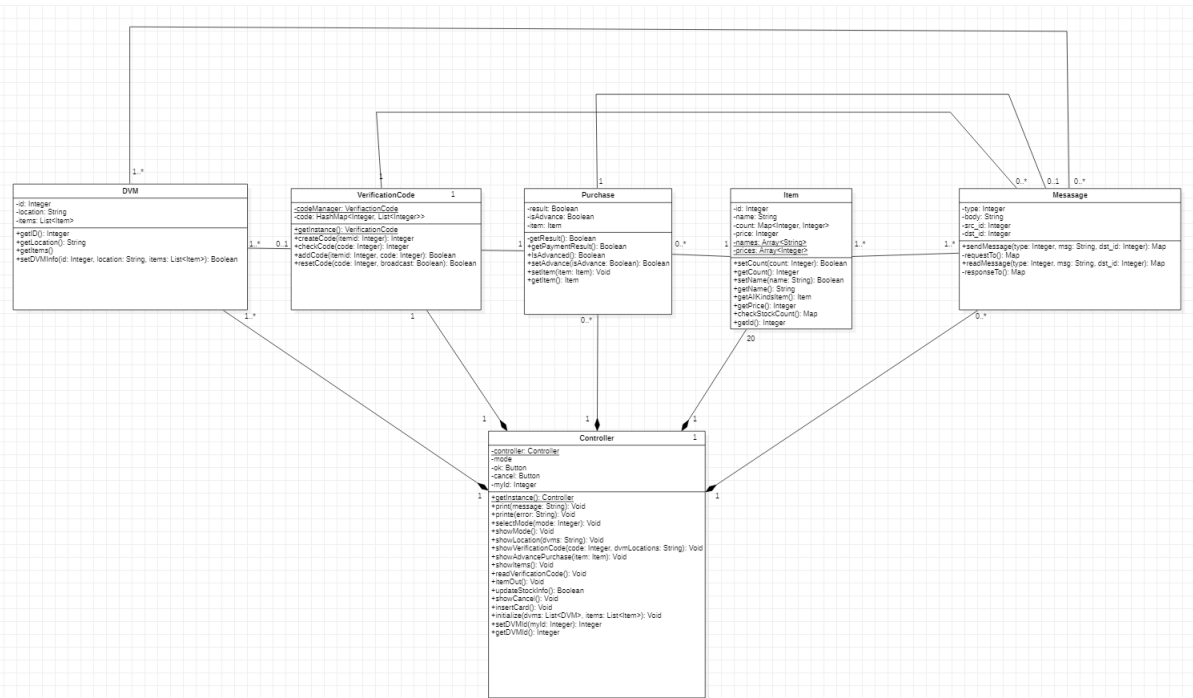 1..*
1
1
0..*
0..1
0..*
DVM
-id: Integer
-location: String
-items: List<Item>
+getID(): Integer
+getLocation(): String
+getItems()
+setDVMInfo(id: Integer, location: String, items: List<Item>): Boolean
1..*
0..1
1..*
VerificationCode
1
-codeManager: VerifiactionCode
-code: HashMap<Integer, List<Integer>>
+getInstance(): VerificationCode
+createCode(itemid: Integer): Integer
+checkCode(code: Integer): Integer
+addCode(itemid: Integer, code: Integer): Boolean
+resetCode(code: Integer, broadcast: Boolean): Boolean
1
1
Purchase
-result: Boolean
-isAdvance: Boolean
-item: Item
-getResult(): Boolean
+getPaymentResult(): Boolean
+IsAdvanced(): Boolean
+setAdvance(isAdvance: Boolean): Boolean
+setItem(item: Item): Void
+getItem(): Item
0..*
1
0..*
Item
-id: Integer
-name: String
-count: Map<Integer, Integer>
-price: Integer
-names: Array<String>
-prices: Array<Integer>
+setCount(count: Integer): Boolean
+getCount(): Integer
+setName(name: String): Boolean
+getName(): String
+getAllKindsItem(): Item
+getPrice(): Integer
+checkStockCount(): Map
+getId(): Integer
1..*
1..*
20
Mesasage
-type: Integer
-body: String
-src_id: Integer
-dst_id: Integer
+sendMessage(type: Integer, msg: String, dst_id: Integer): Map
-requestTo(): Map
+readMessage(type: Integer, msg: String, dst_id: Integer): Map
-responseTo(): Map
0..*
1
1
1
1
1
Controller
1
-controller: Controller
-mode
-ok: Button
-cancel: Button
-myId: Integer
+getInstance(): Controller
+print(message: String): Void
+printe(error: String): Void
+selectMode(mode: Integer): Void
+showMode(): Void
+showLocation(dvms: String): Void
+showVerificationCode(code: Integer, dvmLocations: String): Void
+showAdvancePurchase(item: Item): Void
+showItems(): Void
+readVerificationCode(): Void
+itemOut(): Void
+updateStockInfo(): Boolean
+showCancel(): Void
+insertCard(): Void
+initialize(dvms: List<DVM>, items: List<Item>): Void
+setDVMId(myId: Integer): Integer
+getDVMId(): Integer